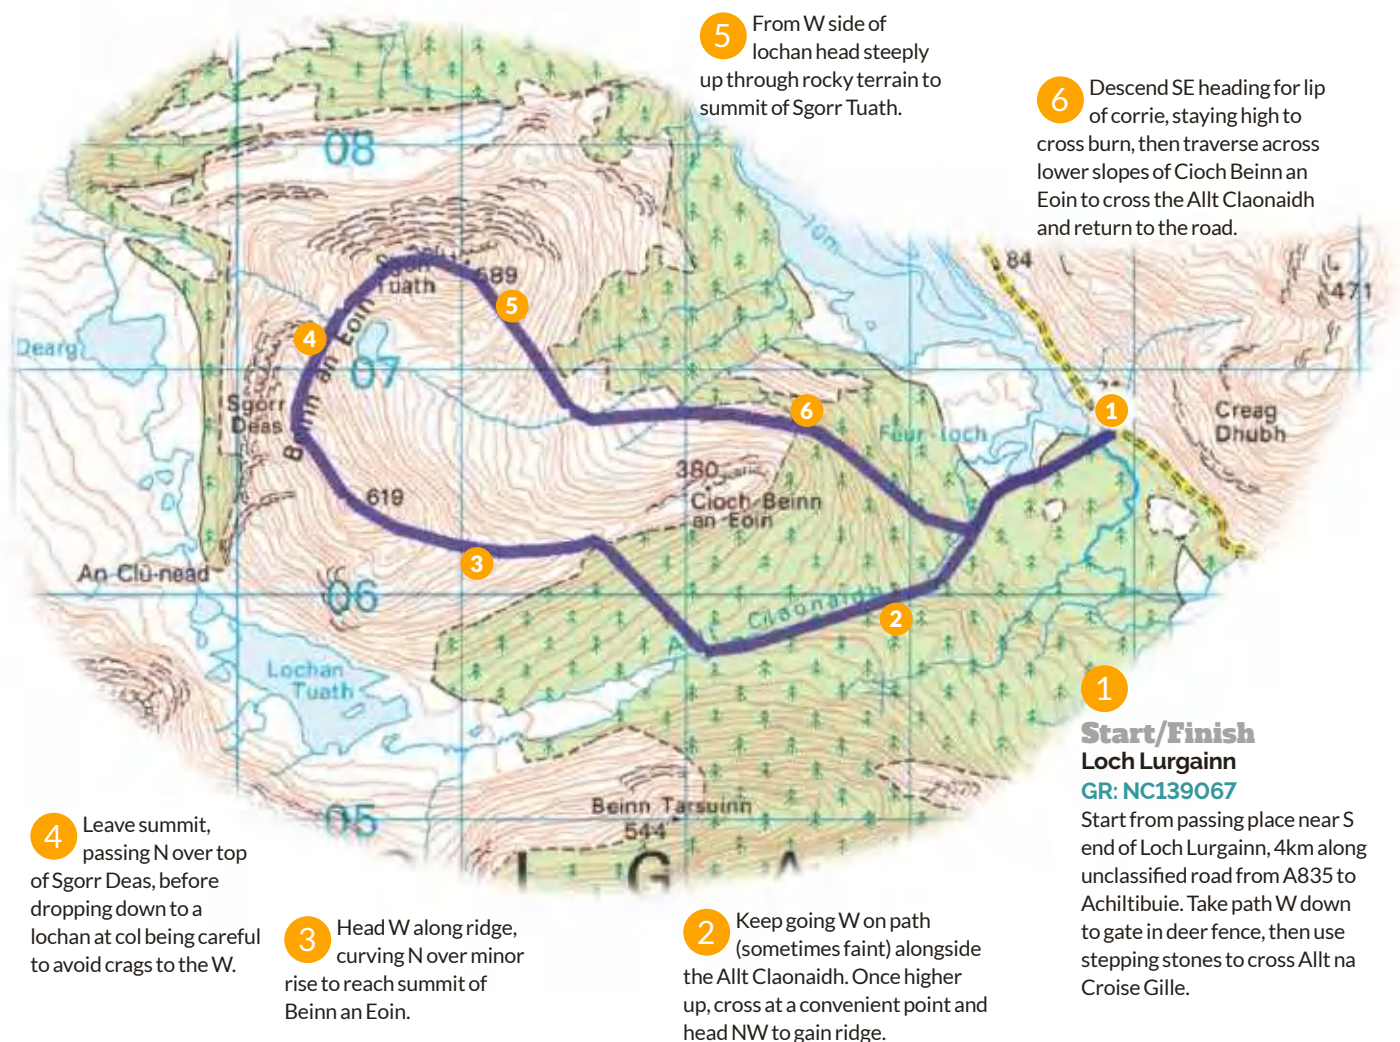 5 From W side of
lochan head steeply
up through rocky terrain to
summit of Sgorr Tuath.
6 Descend SE heading for lip
of corrie, staying high to
cross burn, then traverse across
lower slopes of Cioch Beinn an
Eoin to cross the Allt Claonaidh
and return to the road.
08
70m
84
471
Sgorr
Tuath
589
5
4
Dearg
07
Beinn an Eoin
Sgorr
Deas
6
1
Creag
Dhubh
Feur-loch
380
Cioch Beinn
an Eoin
619
3
An Clù-nead
06
2
Allt Claonaidh
Lochan
Tuath
Beinn Tarsuinn
544
05
I G A
1
Start/Finish
Loch Lurgainn
GR: NC139067
Start from passing place near S
end of Loch Lurgainn, 4km along
unclassified road from A835 to
Achiltibuie. Take path W down
to gate in deer fence, then use
stepping stones to cross Allt na
Croise Gille.
4 Leave summit,
passing N over top
of Sgorr Deas, before
dropping down to a
lochan at col being careful
to avoid crags to the W.
3 Head W along ridge,
curving N over minor
rise to reach summit of
Beinn an Eoin.
2 Keep going W on path
(sometimes faint) alongside
the Allt Claonaidh. Once higher
up, cross at a convenient point and
head NW to gain ridge.